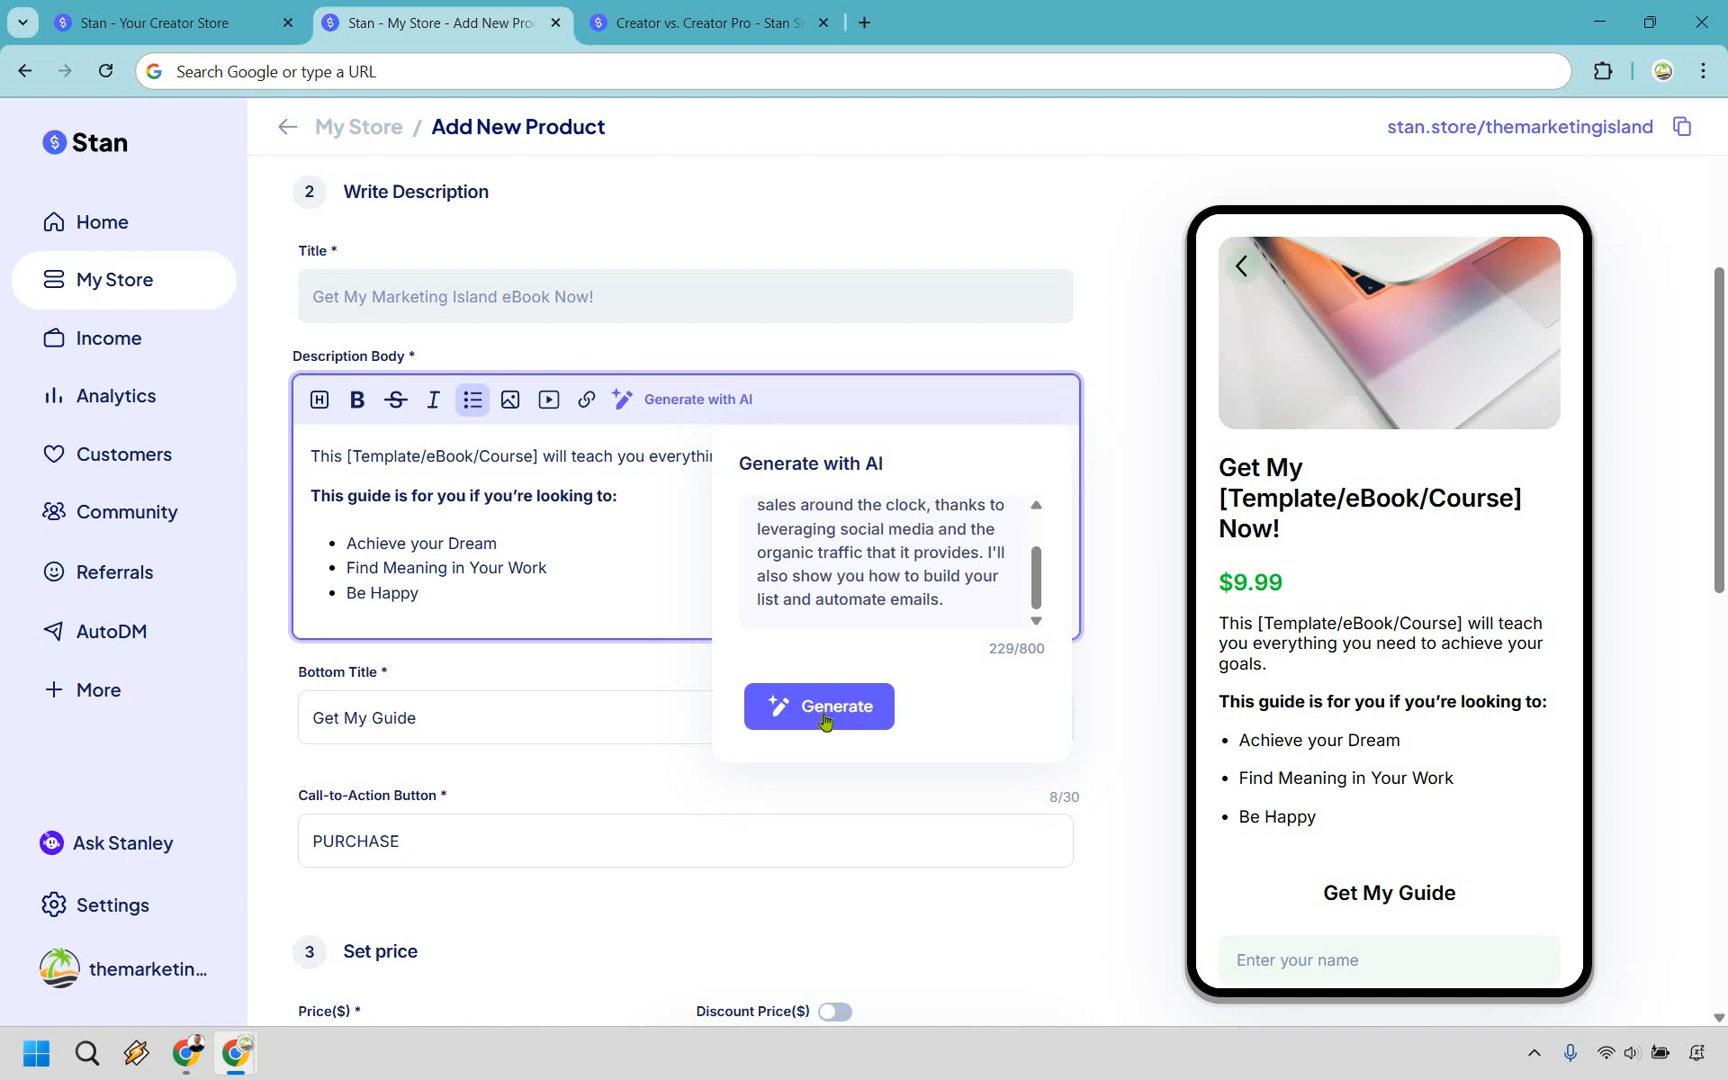 Stan - Your Creator Store
Stan - My Store - Add New Pro
Creator vs. Creator Pro - Stan S
Search Google or type a URL
Stan
My Store / Add New Product
stan.store/themarketingisland
Home
My Store
Income
Analytics
Customers
Community
Referrals
AutoDM
More
Ask Stanley
Settings
themarketin...
2 Write Description
Title *
Get My Marketing Island eBook Now!
Description Body *
H B S I Generate with AI
This [Template/eBook/Course] will teach you everythin
This guide is for you if you’re looking to:
• Achieve your Dream
• Find Meaning in Your Work
• Be Happy
Generate with AI
sales around the clock, thanks to
leveraging social media and the
organic traffic that it provides. I'll
also show you how to build your
list and automate emails.
229/800
Generate
Bottom Title *
Get My Guide
Call-to-Action Button *
8/30
PURCHASE
3 Set price
Price($) *
Discount Price($)
Get My
[Template/eBook/Course]
Now!
$9.99
This [Template/eBook/Course] will teach
you everything you need to achieve your
goals.
This guide is for you if you’re looking to:
• Achieve your Dream
• Find Meaning in Your Work
• Be Happy
Get My Guide
Enter your name